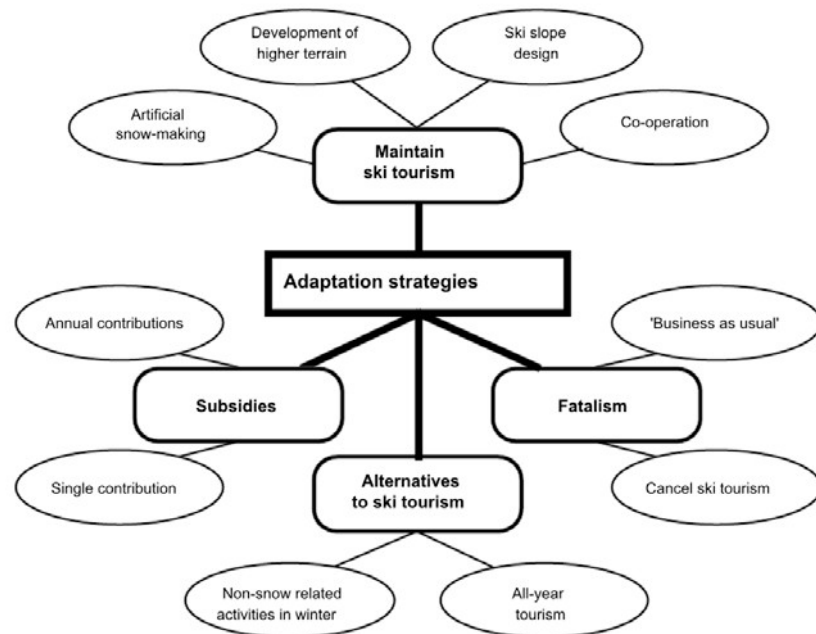 Development of
higher terrain
Ski slope
design
Artificial
snow-making
Co-operation
Maintain
ski tourism
Adaptation strategies
Annual contributions
'Business as usual'
Subsidies
Fatalism
Single contribution
Alternatives
to ski tourism
Cancel ski tourism
Non-snow related
activities in winter
All-year
tourism